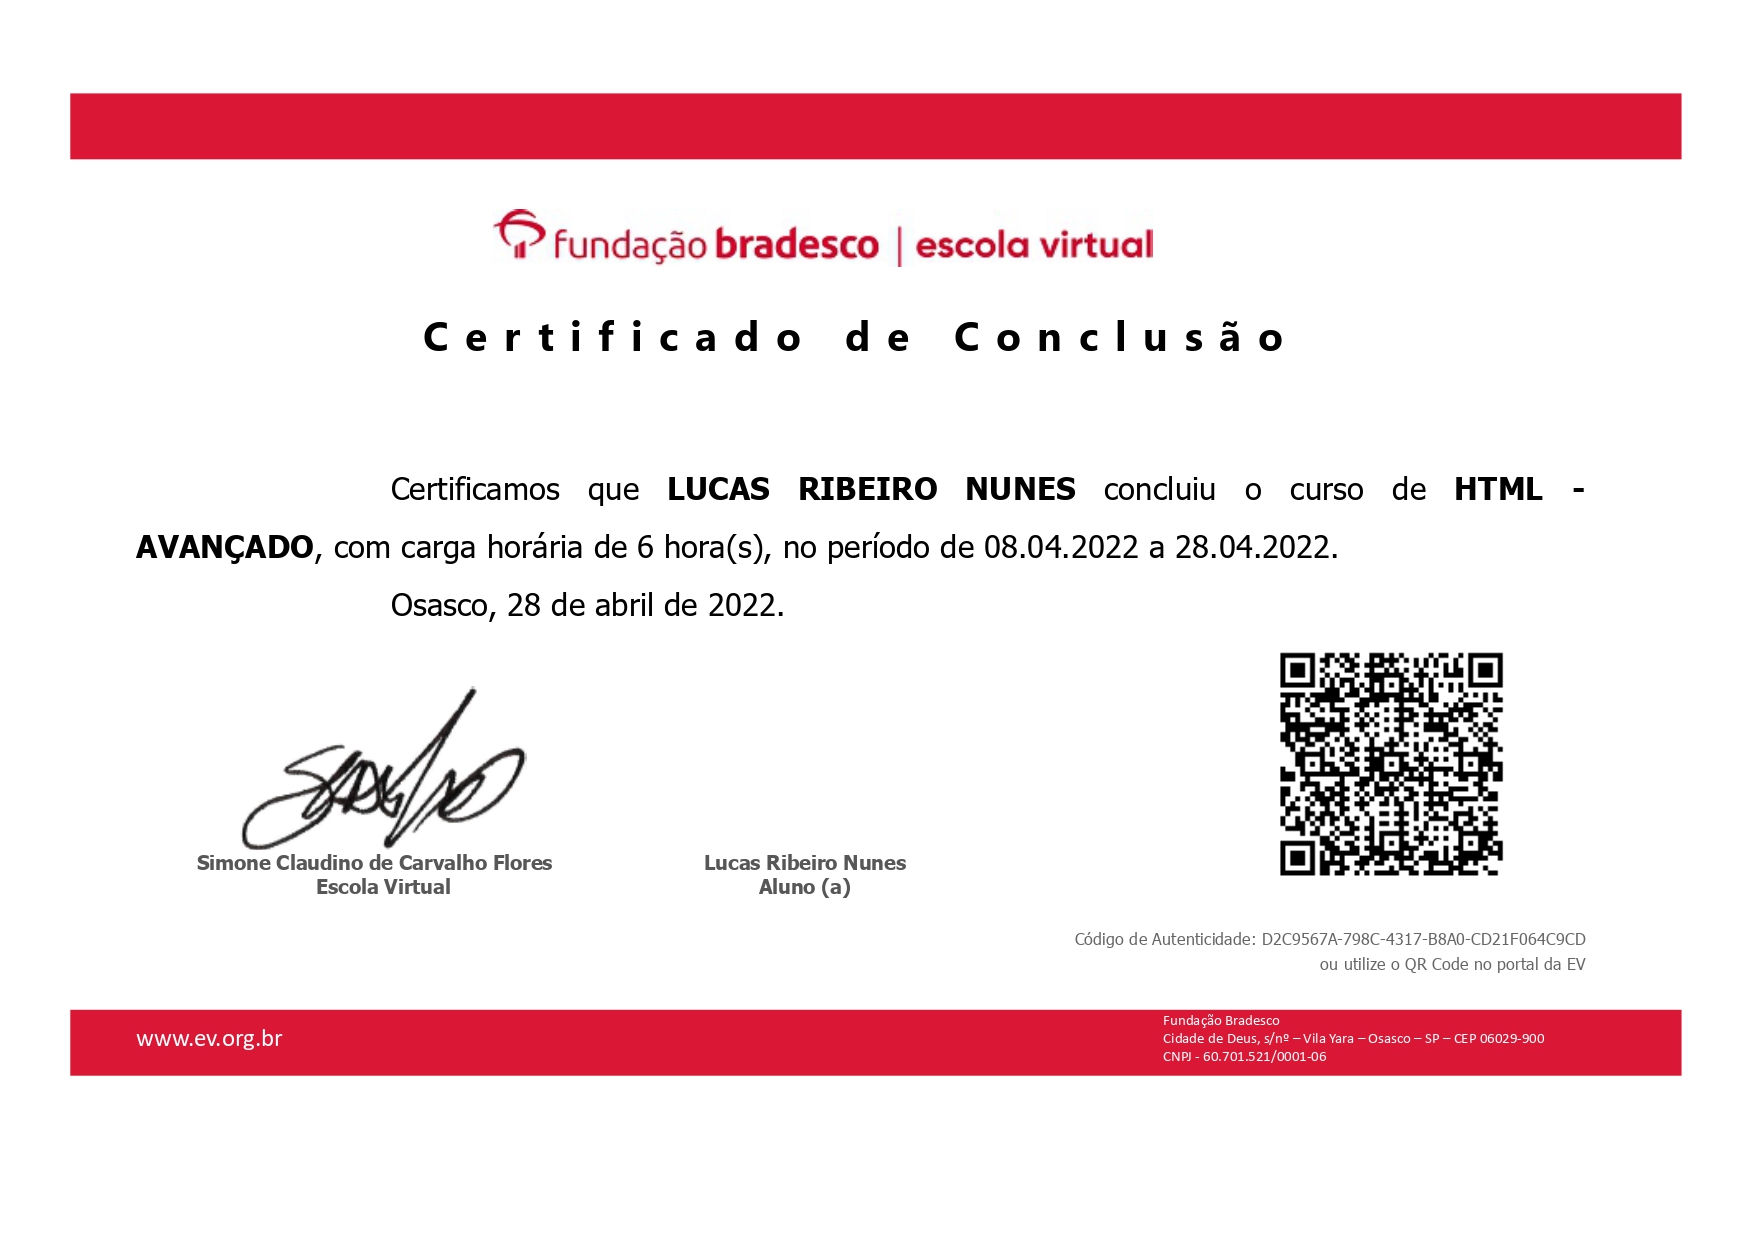 fundação bradesco | escola virtual
Certificado de Conclusão
Certificamos que LUCAS RIBEIRO NUNES concluiu o curso de HTML -
AVANÇADO, com carga horária de 6 hora(s), no período de 08.04.2022 a 28.04.2022.
Osasco, 28 de abril de 2022.
Simone Claudino de Carvalho Flores
Escola Virtual
Lucas Ribeiro Nunes
Aluno (a)
Código de Autenticidade: D2C9567A-798C-4317-B8A0-CD21F064C9CD
ou utilize o QR Code no portal da EV
www.ev.org.br
Fundação Bradesco
Cidade de Deus, s/nº – Vila Yara – Osasco – SP – CEP 06029-900
CNPJ - 60.701.521/0001-06